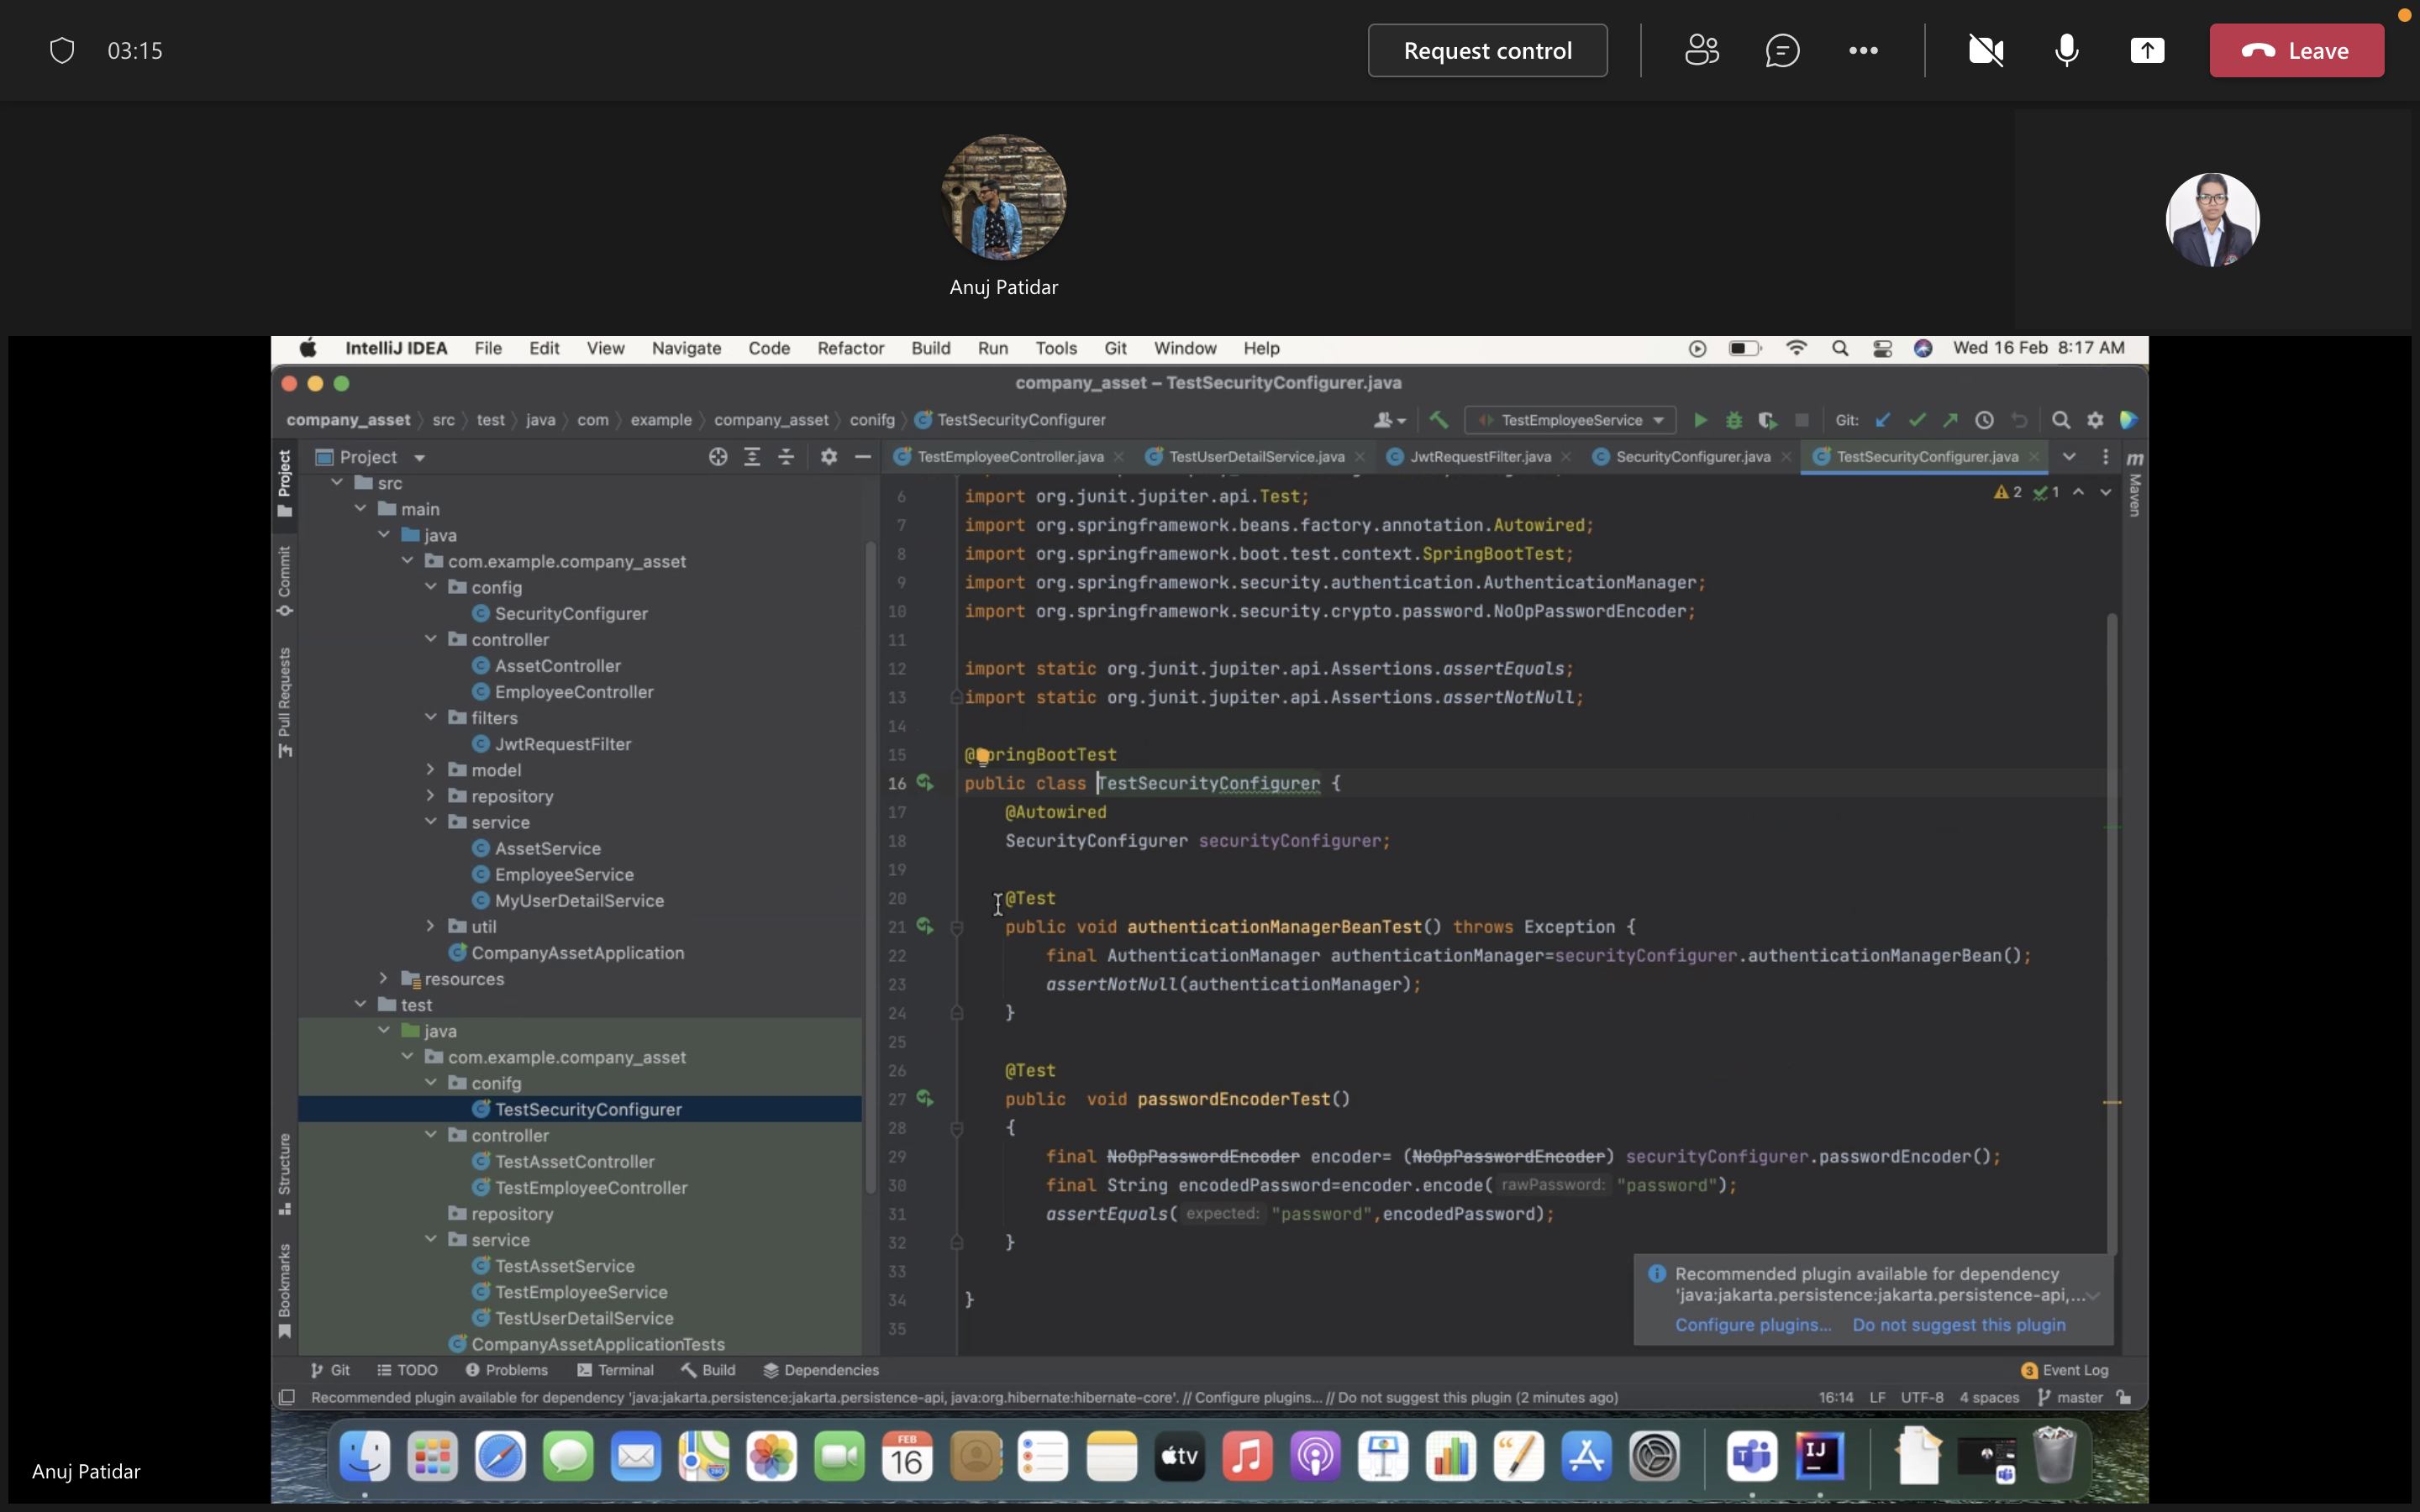 03:15
Request control
Leave
Anuj Patidar
IntelliJ IDEA File Edit View Navigate Code Refactor Build Run Tools Git Window Help
Wed 16 Feb 8:17 AM
company_asset – TestSecurityConfigurer.java
company_asset src test java com example company_asset conifg TestSecurityConfigurer
TestEmployeeService
Git:
Project
Commit
Pull Requests
Structure
Bookmarks
Project
src
main
java
com.example.company_asset
config
SecurityConfigurer
controller
AssetController
EmployeeController
filters
JwtRequestFilter
model
repository
service
AssetService
EmployeeService
MyUserDetailService
util
CompanyAssetApplication
resources
test
java
com.example.company_asset
conifg
TestSecurityConfigurer
controller
TestAssetController
TestEmployeeController
repository
service
TestAssetService
TestEmployeeService
TestUserDetailService
CompanyAssetApplicationTests
TestEmployeeController.java TestUserDetailService.java JwtRequestFilter.java SecurityConfigurer.java TestSecurityConfigurer.java
m Maven
2 1
6 import org.junit.jupiter.api.Test;
7 import org.springframework.beans.factory.annotation.Autowired;
8 import org.springframework.boot.test.context.SpringBootTest;
9 import org.springframework.security.authentication.AuthenticationManager;
10 import org.springframework.security.crypto.password.NoOpPasswordEncoder;
11
12 import static org.junit.jupiter.api.Assertions.assertEquals;
13 import static org.junit.jupiter.api.Assertions.assertNotNull;
14
15 @SpringBootTest
16 public class TestSecurityConfigurer {
17 @Autowired
18 SecurityConfigurer securityConfigurer;
19
20 @Test
21 public void authenticationManagerBeanTest() throws Exception {
22 final AuthenticationManager authenticationManager=securityConfigurer.authenticationManagerBean();
23 assertNotNull(authenticationManager);
24 }
25
26 @Test
27 public void passwordEncoderTest()
28 {
29 final NoOpPasswordEncoder encoder= (NoOpPasswordEncoder) securityConfigurer.passwordEncoder();
30 final String encodedPassword=encoder.encode( rawPassword: "password");
31 assertEquals( expected: "password",encodedPassword);
32 }
33
34 }
35
Recommended plugin available for dependency
'java:jakarta.persistence:jakarta.persistence-api,...
Configure plugins... Do not suggest this plugin
Git TODO Problems Terminal Build Dependencies
3 Event Log
Recommended plugin available for dependency 'java:jakarta.persistence:jakarta.persistence-api, java:org.hibernate:hibernate-core'. // Configure plugins... // Do not suggest this plugin (2 minutes ago)
16:14 LF UTF-8 4 spaces master
FEB
16
tv
IJ
Anuj Patidar